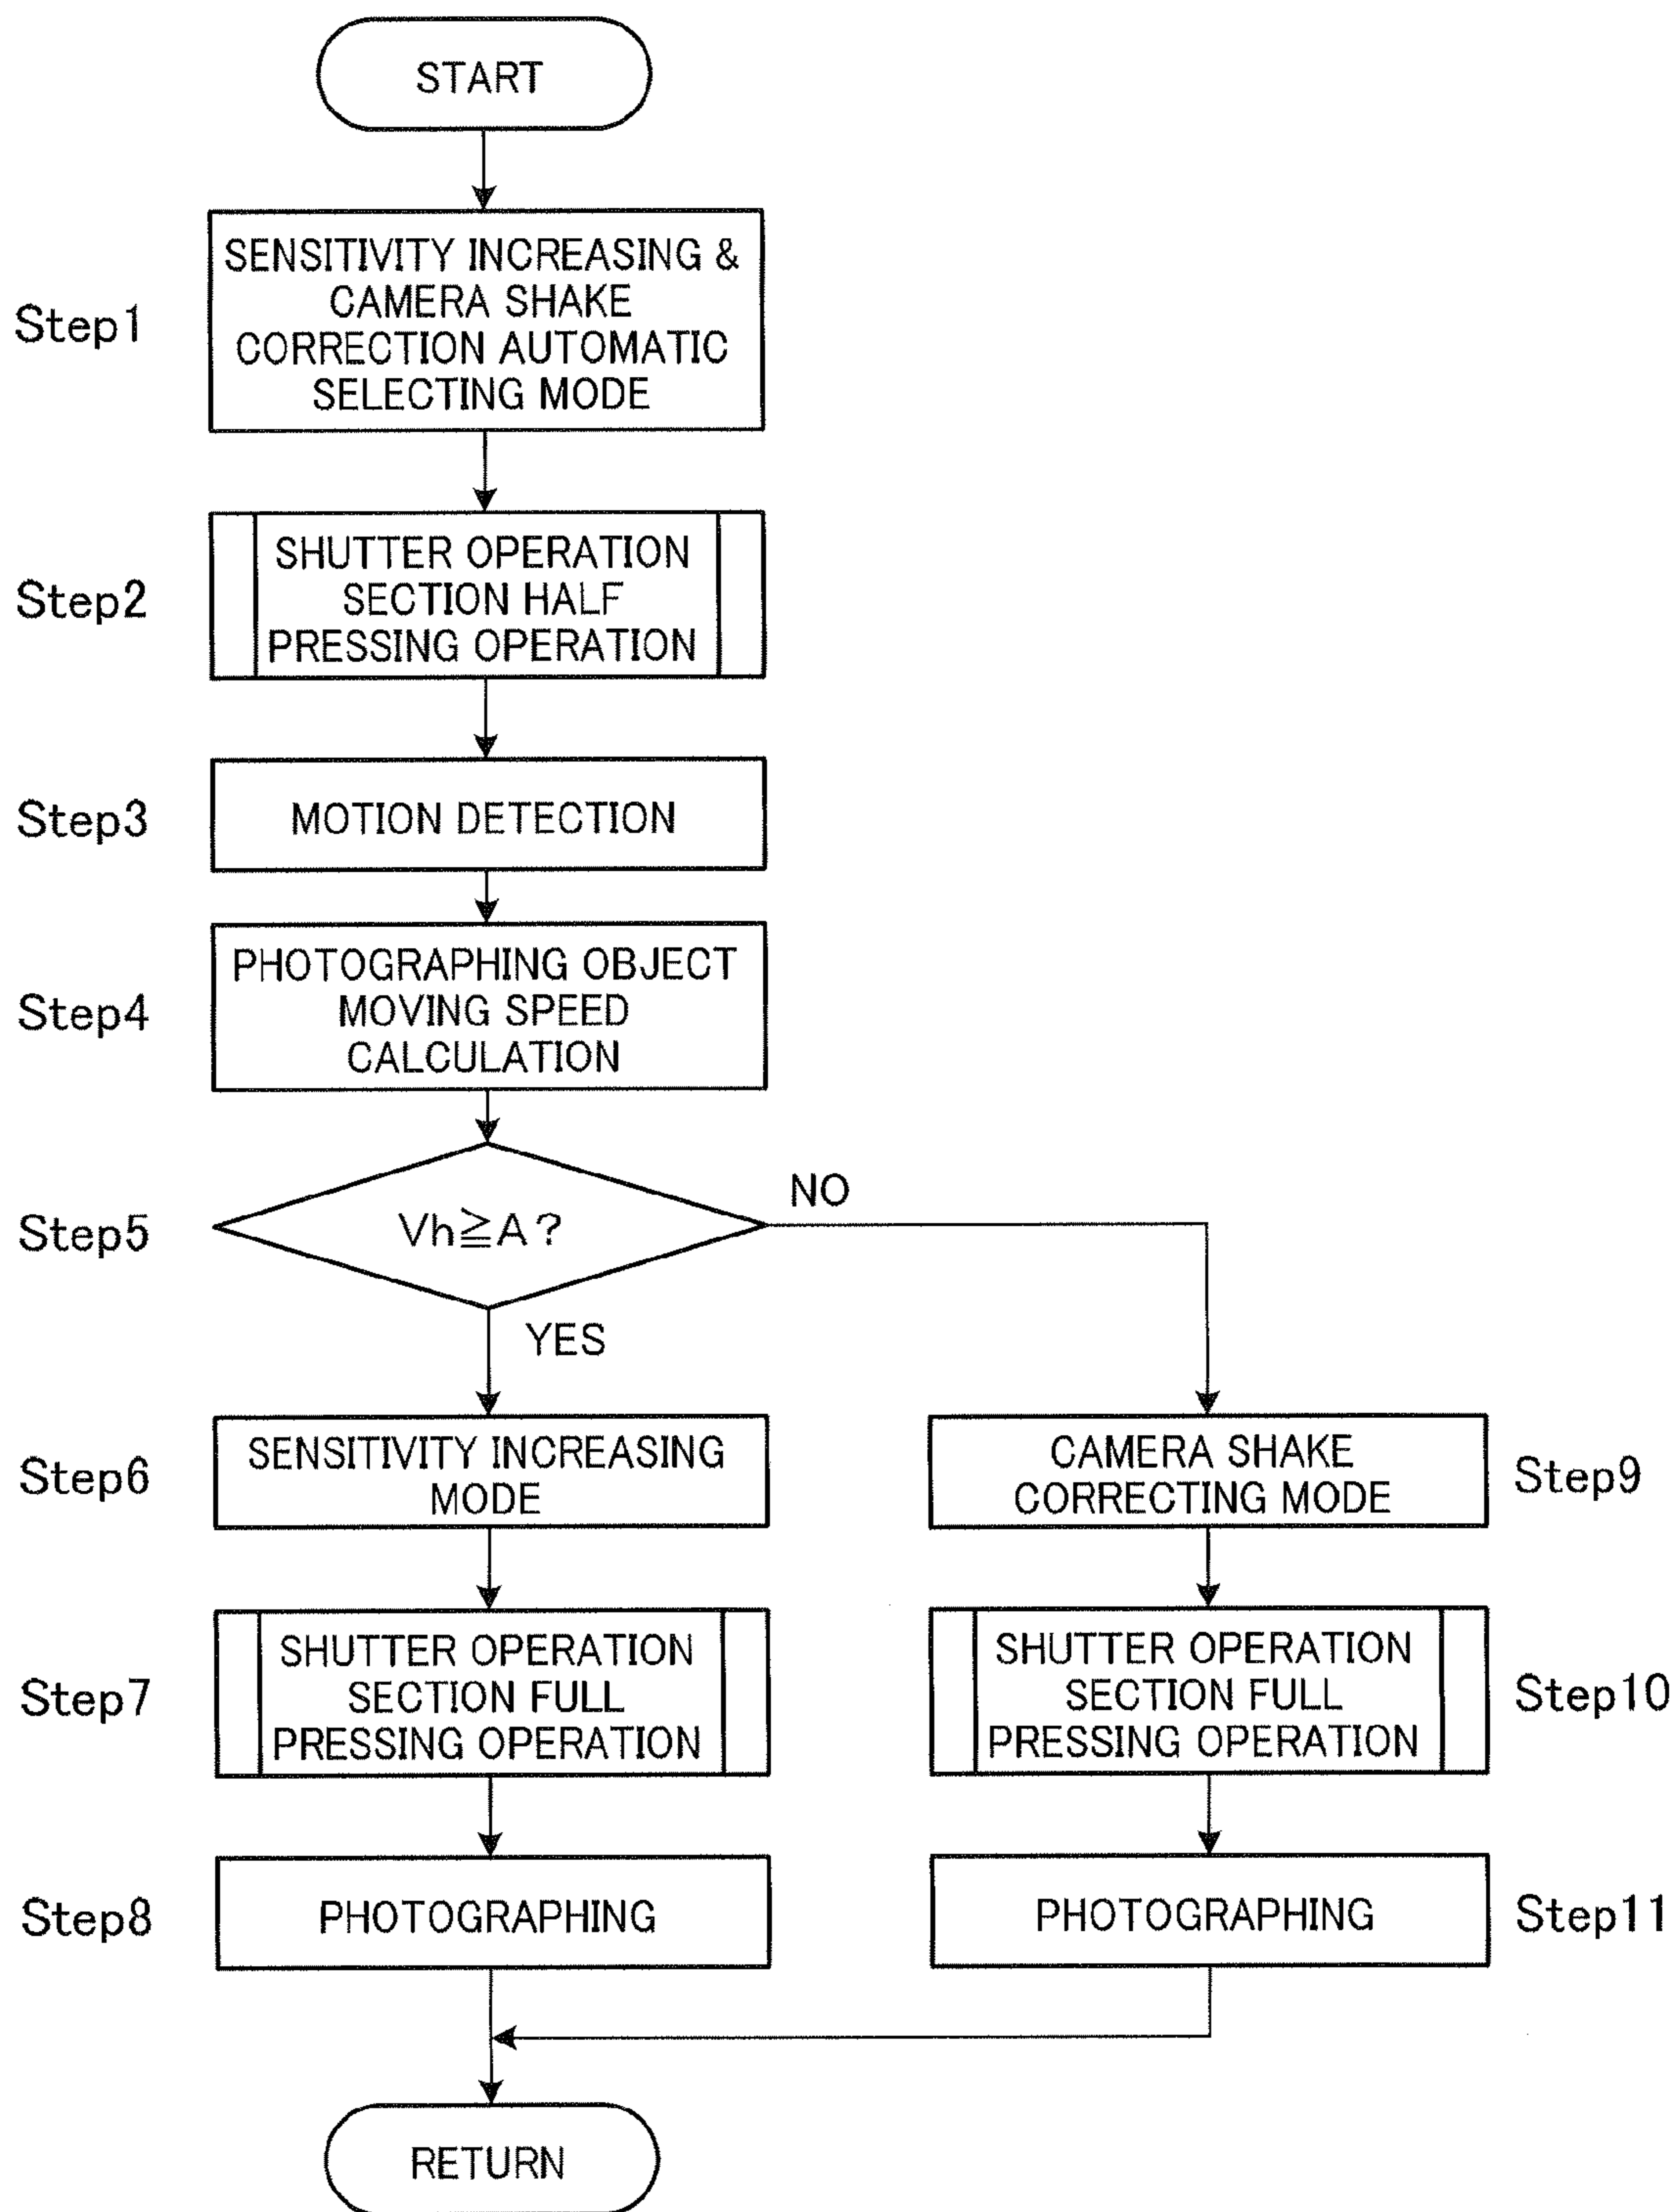 START
Step1
SENSITIVITY INCREASING &
CAMERA SHAKE
CORRECTION AUTOMATIC
SELECTING MODE
Step2
SHUTTER OPERATION
SECTION HALF
PRESSING OPERATION
Step3
MOTION DETECTION
Step4
PHOTOGRAPHING OBJECT
MOVING SPEED
CALCULATION
Step5
Vh≧A?
NO
YES
Step6
SENSITIVITY INCREASING
MODE
CAMERA SHAKE
CORRECTING MODE
Step9
Step7
SHUTTER OPERATION
SECTION FULL
PRESSING OPERATION
SHUTTER OPERATION
SECTION FULL
PRESSING OPERATION
Step10
Step8
PHOTOGRAPHING
PHOTOGRAPHING
Step11
RETURN